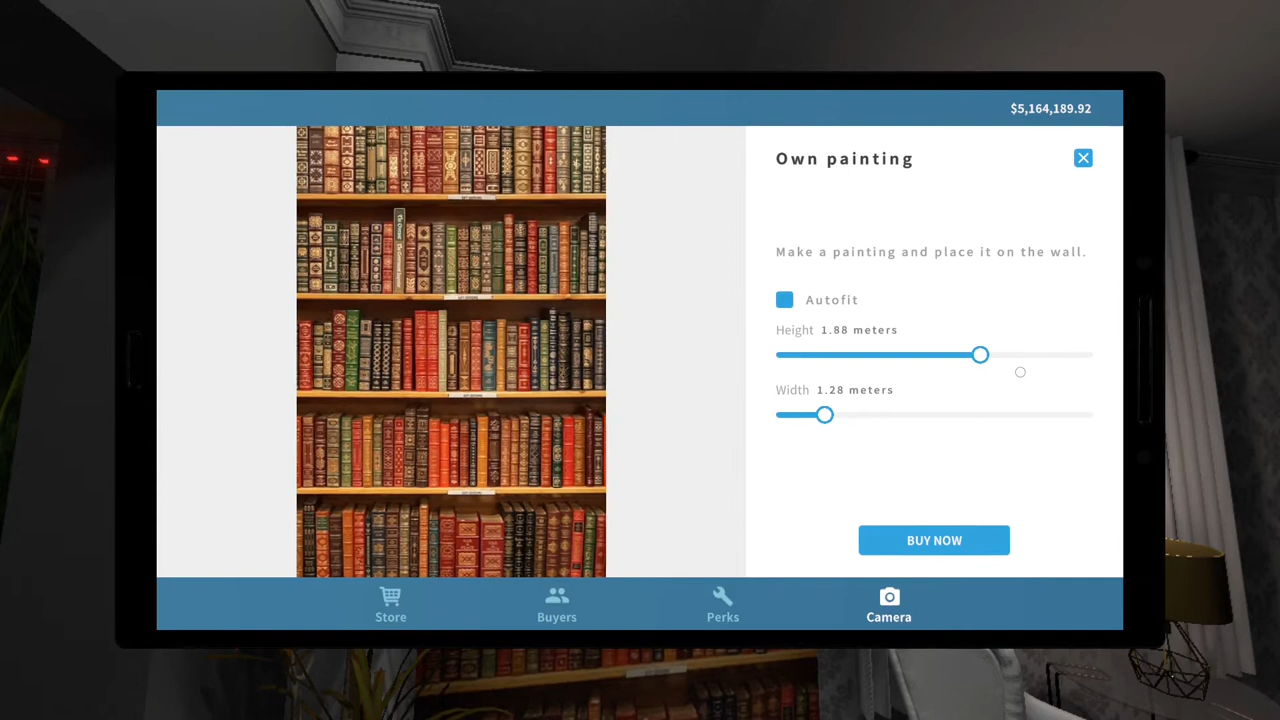 $5,164,189.92
Own painting
Make a painting and place it on the wall.
Autofit
Height 1.88 meters
Width 1.28 meters
BUY NOW
Store
Buyers
Perks
Camera